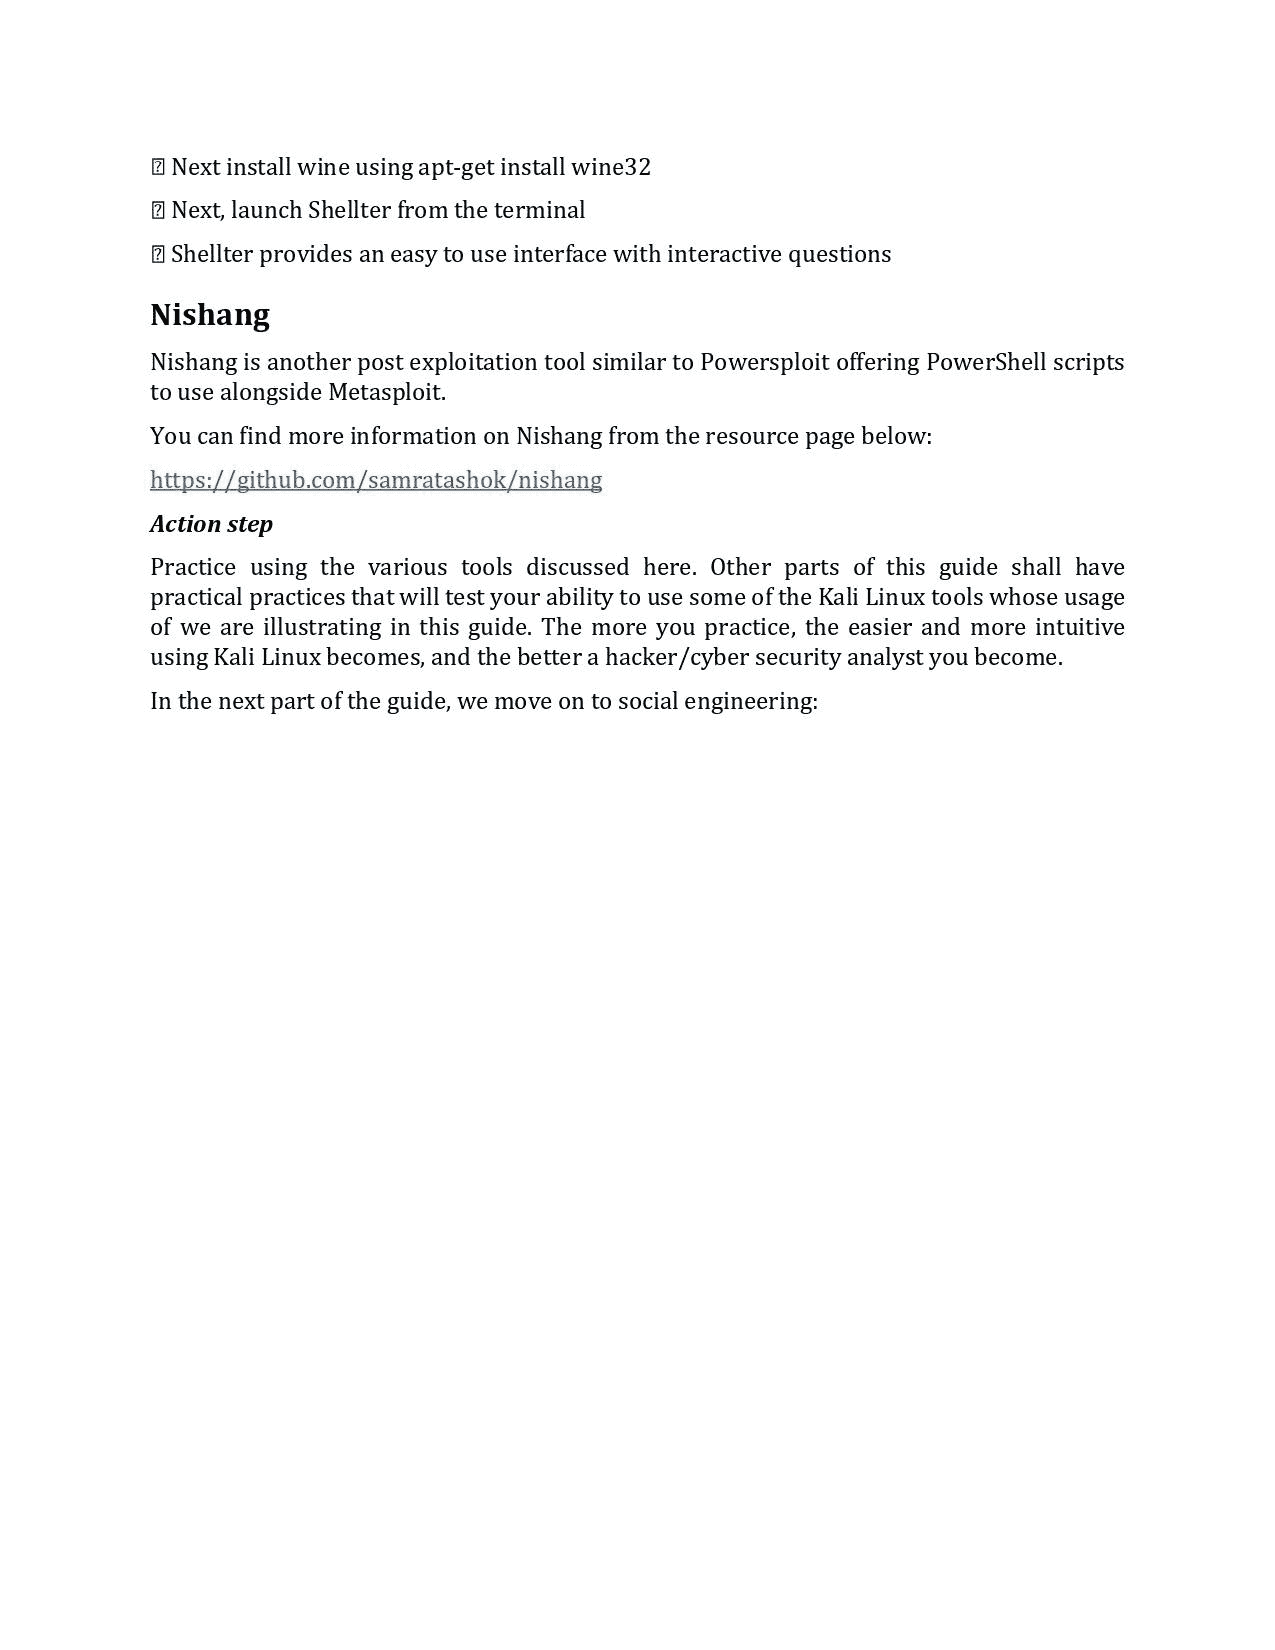 ⍰ Next install wine using apt-get install wine32
⍰ Next, launch Shellter from the terminal
⍰ Shellter provides an easy to use interface with interactive questions
Nishang
Nishang is another post exploitation tool similar to Powersploit offering PowerShell scripts
to use alongside Metasploit.
You can find more information on Nishang from the resource page below:
https://github.com/samratashok/nishang
Action step
Practice using the various tools discussed here. Other parts of this guide shall have
practical practices that will test your ability to use some of the Kali Linux tools whose usage
of we are illustrating in this guide. The more you practice, the easier and more intuitive
using Kali Linux becomes, and the better a hacker/cyber security analyst you become.
In the next part of the guide, we move on to social engineering: